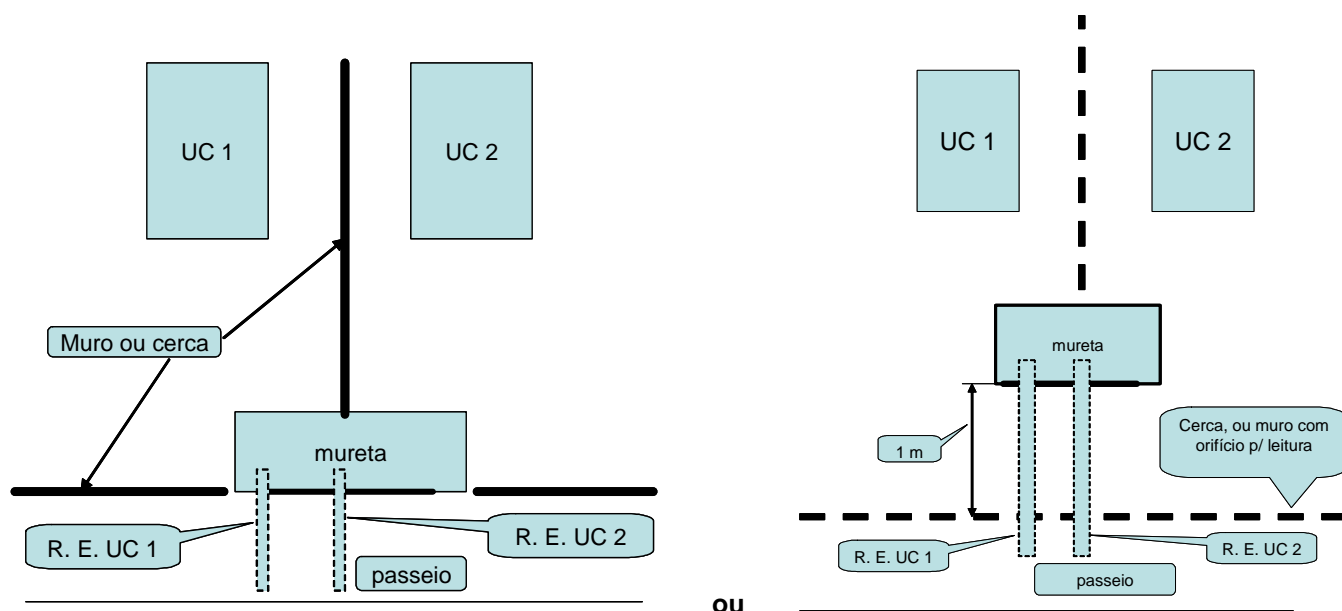 UC 1
UC 2
Muro ou cerca
mureta
R. E. UC 1
R. E. UC 2
passeio
ou
UC 1
UC 2
mureta
1 m
Cerca, ou muro com
orifício p/ leitura
R. E. UC 1
R. E. UC 2
passeio